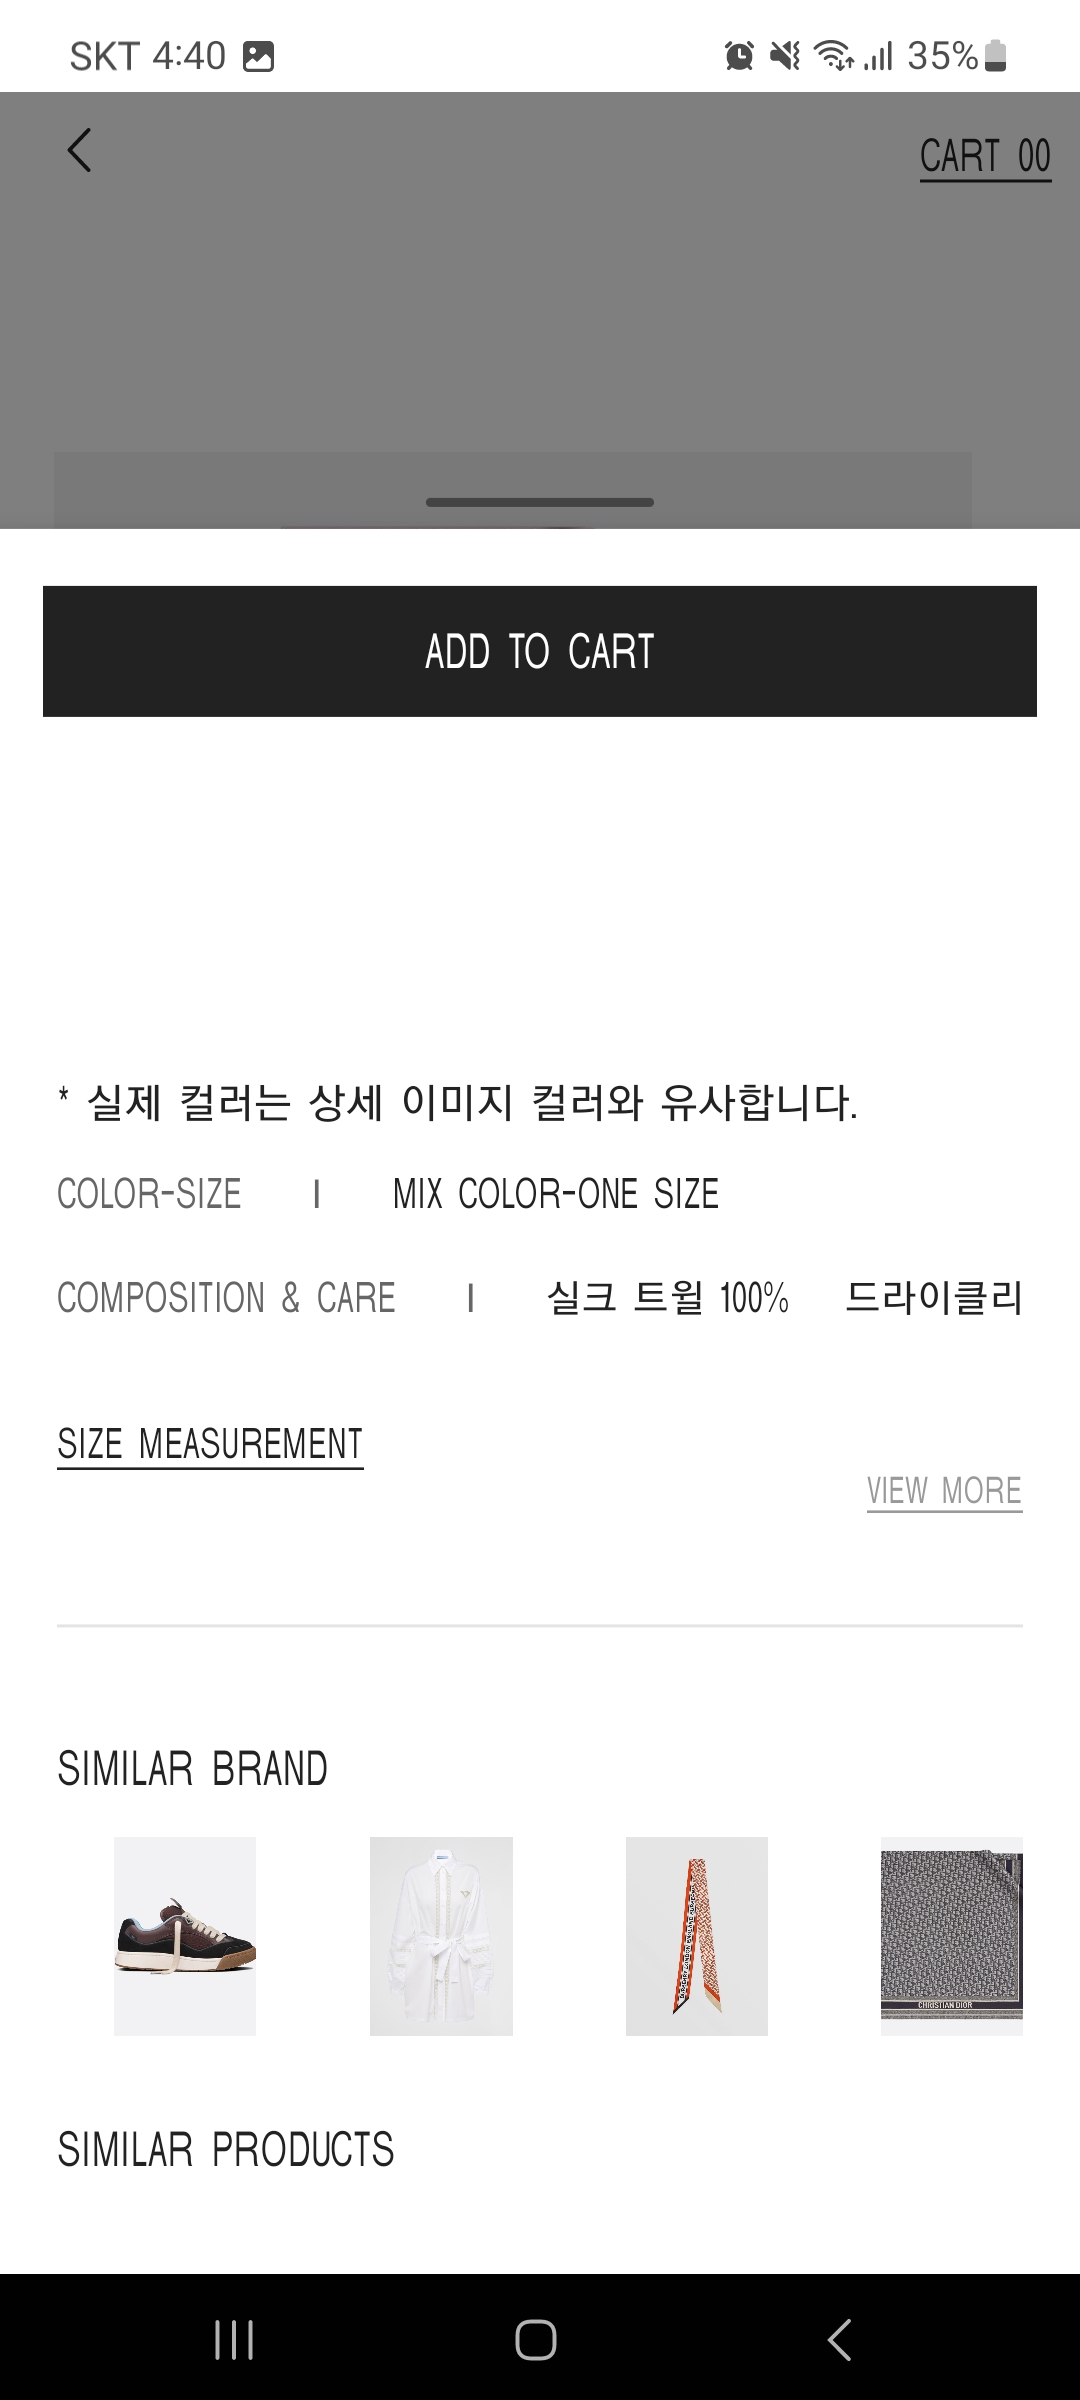 SKT 4:40
35%
CART 00
ADD TO CART
* 실제 컬러는 상세 이미지 컬러와 유사합니다.
COLOR-SIZE | MIX COLOR-ONE SIZE
COMPOSITION & CARE | 실크 트윌 100% 드라이클리
SIZE MEASUREMENT
VIEW MORE
SIMILAR BRAND
CHRISTIAN DIOR
SIMILAR PRODUCTS